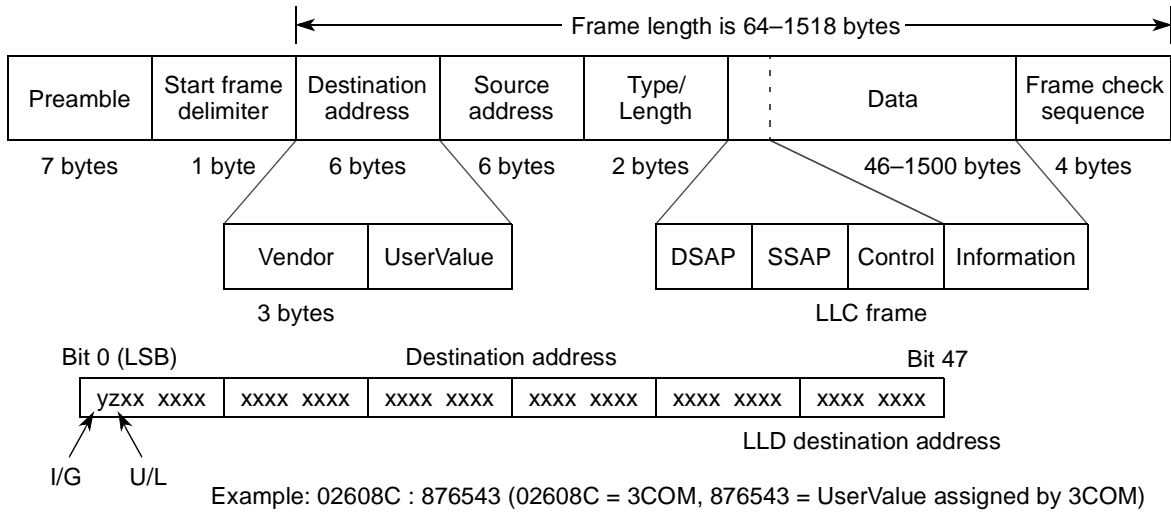 Frame length is 64–1518 bytes
Preamble
Start frame
delimiter
Destination
address
Source
address
Type/
Length
Data
Frame check
sequence
7 bytes
1 byte
6 bytes
6 bytes
2 bytes
46–1500 bytes
4 bytes
Vendor
UserValue
DSAP
SSAP
Control
Information
3 bytes
LLC frame
Bit 0 (LSB)
Destination address
Bit 47
yzxx xxxx
xxxx xxxx
xxxx xxxx
xxxx xxxx
xxxx xxxx
xxxx xxxx
LLD destination address
I/G
U/L
Example: 02608C : 876543 (02608C = 3COM, 876543 = UserValue assigned by 3COM)